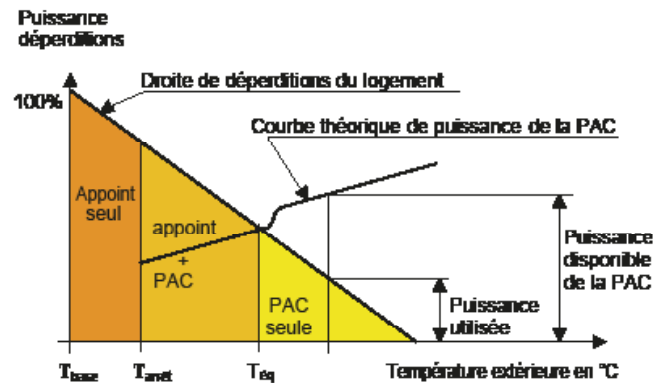 Puissance
déperditions
Droite de déperditions du logement
100%
Courbe théorique de puissance de la PAC
Appoint
seul
appoint
+
PAC
PAC
seule
Puissance
utilisée
Puissance
disponible
de la PAC
Tbase
Tarrêt
Téq
Température extérieure en °C